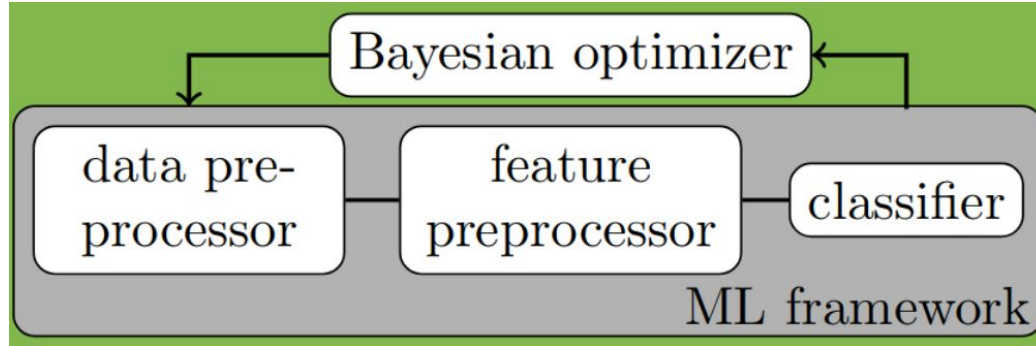 Bayesian optimizer
data pre-
processor
feature
preprocessor
classifier
ML framework